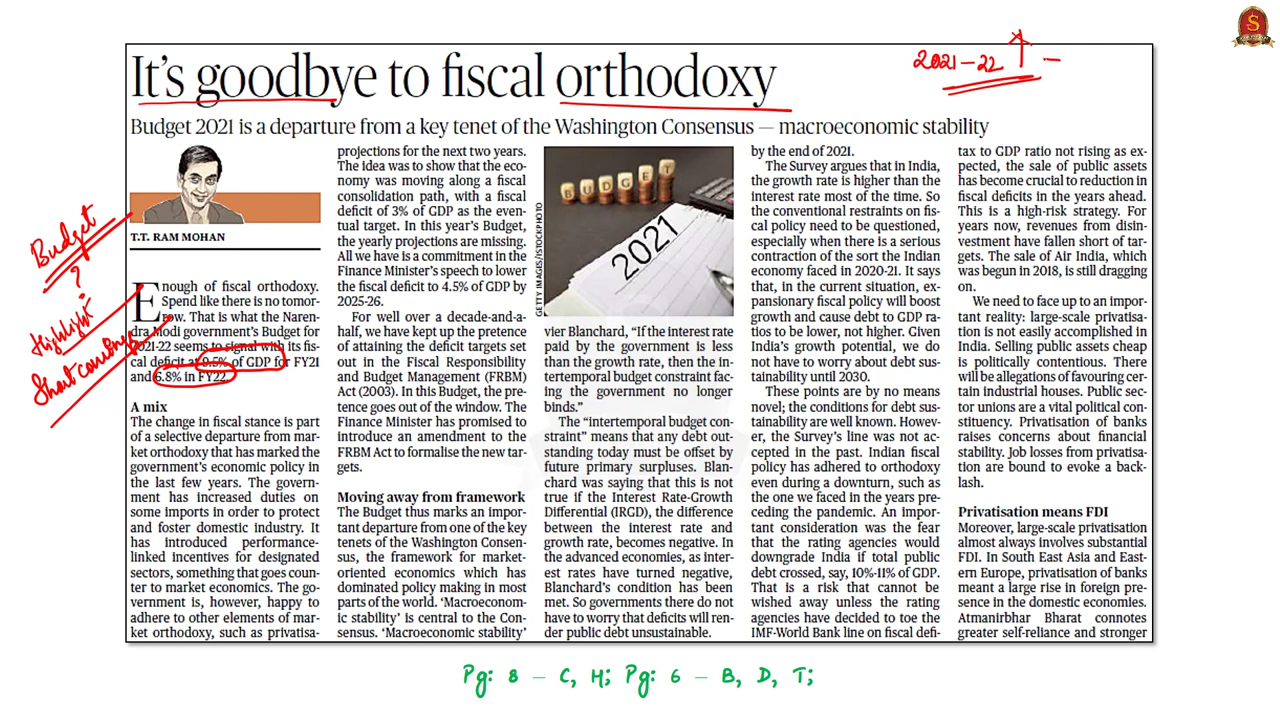 2021-22
It's goodbye to fiscal orthodoxy
Budget 2021 is a departure from a key tenet of the Washington Consensus — macroeconomic stability
T.T. RAM MOHAN
Budget
?
Highlight
Shortcomings
Enough of fiscal orthodoxy.
Spend like there is no tomor-
row. That is what the Naren-
dra Modi government's Budget for
2021-22 seems to signal with its fis-
cal deficit at 9.5% of GDP for FY21
and 6.8% in FY22.
A mix
The change in fiscal stance is part
of a selective departure from mar-
ket orthodoxy that has marked the
government's economic policy in
the last few years. The govern-
ment has increased duties on
some imports in order to protect
and foster domestic industry. It
has introduced performance-
linked incentives for designated
sectors, something that goes coun-
ter to market economics. The go-
vernment is, however, happy to
adhere to other elements of mar-
ket orthodoxy, such as privatisa-
projections for the next two years.
The idea was to show that the eco-
nomy was moving along a fiscal
consolidation path, with a fiscal
deficit of 3% of GDP as the even-
tual target. In this year's Budget,
the yearly projections are missing.
All we have is a commitment in the
Finance Minister's speech to lower
the fiscal deficit to 4.5% of GDP by
2025-26.
For well over a decade-and-a-
half, we have kept up the pretence
of attaining the deficit targets set
out in the Fiscal Responsibility
and Budget Management (FRBM)
Act (2003). In this Budget, the pre-
tence goes out of the window. The
Finance Minister has promised to
introduce an amendment to the
FRBM Act to formalise the new tar-
gets.
Moving away from framework
The Budget thus marks an impor-
tant departure from one of the key
tenets of the Washington Consen-
sus, the framework for market-
oriented economics which has
dominated policy making in most
parts of the world. 'Macroeconom-
ic stability' is central to the Con-
sensus. 'Macroeconomic stability'
BUDGET
2021
GETTY IMAGES/ISTOCKPHOTO
vier Blanchard, "If the interest rate
paid by the government is less
than the growth rate, then the in-
tertemporal budget constraint fac-
ing the government no longer
binds."
The "intertemporal budget con-
straint" means that any debt out-
standing today must be offset by
future primary surpluses. Blan-
chard was saying that this is not
true if the Interest Rate-Growth
Differential (IRGD), the difference
between the interest rate and
growth rate, becomes negative. In
the advanced economies, as inter-
est rates have turned negative,
Blanchard's condition has been
met. So governments there do not
have to worry that deficits will ren-
der public debt unsustainable.
by the end of 2021.
The Survey argues that in India,
the growth rate is higher than the
interest rate most of the time. So
the conventional restraints on fis-
cal policy need to be questioned,
especially when there is a serious
contraction of the sort the Indian
economy faced in 2020-21. It says
that, in the current situation, ex-
pansionary fiscal policy will boost
growth and cause debt to GDP ra-
tios to be lower, not higher. Given
India's growth potential, we do
not have to worry about debt sus-
tainability until 2030.
These points are by no means
novel; the conditions for debt sus-
tainability are well known. Howev-
er, the Survey's line was not ac-
cepted in the past. Indian fiscal
policy has adhered to orthodoxy
even during a downturn, such as
the one we faced in the years pre-
ceding the pandemic. An impor-
tant consideration was the fear
that the rating agencies would
downgrade India if total public
debt crossed, say, 10%-11% of GDP.
That is a risk that cannot be
wished away unless the rating
agencies have decided to toe the
IMF-World Bank line on fiscal defi-
tax to GDP ratio not rising as ex-
pected, the sale of public assets
has become crucial to reduction in
fiscal deficits in the years ahead.
This is a high-risk strategy. For
years now, revenues from disin-
vestment have fallen short of tar-
gets. The sale of Air India, which
was begun in 2018, is still dragging
on.
We need to face up to an impor-
tant reality: large-scale privatisa-
tion is not easily accomplished in
India. Selling public assets cheap
is politically contentious. There
will be allegations of favouring cer-
tain industrial houses. Public sec-
tor unions are a vital political con-
stituency. Privatisation of banks
raises concerns about financial
stability. Job losses from privatisa-
tion are bound to evoke a back-
lash.
Privatisation means FDI
Moreover, large-scale privatisation
almost always involves substantial
FDI. In South East Asia and East-
ern Europe, privatisation of banks
meant a large rise in foreign pre-
sence in the domestic economies.
Atmanirbhar Bharat connotes
greater self-reliance and stronger
Pg: 8 - C, H; Pg: 6 - B, D, T;